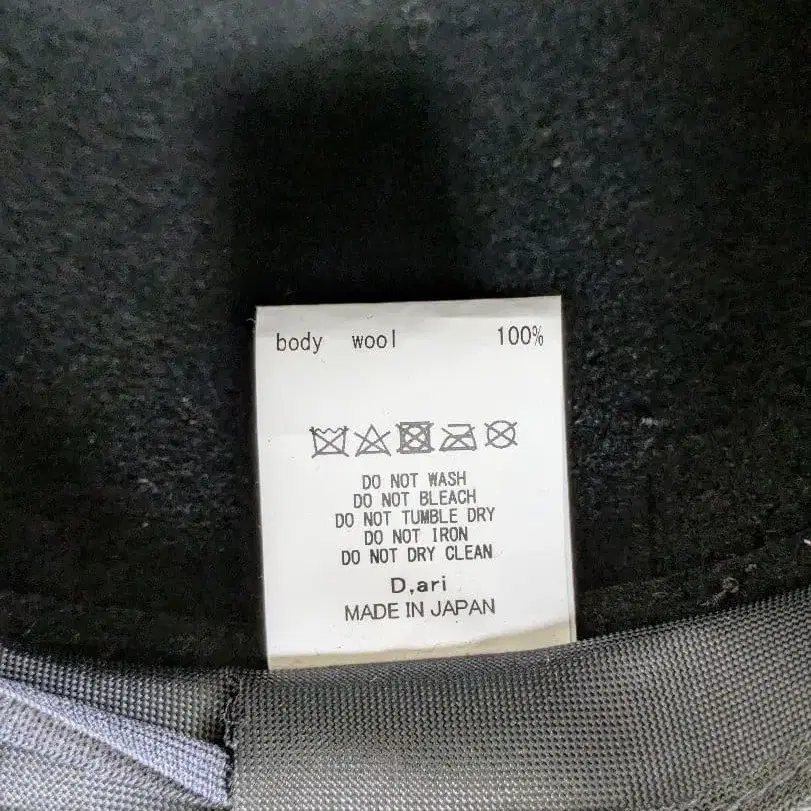 body wool 100%
DO NOT WASH
DO NOT BLEACH
DO NOT TUMBLE DRY
DO NOT IRON
DO NOT DRY CLEAN
D,ari
MADE IN JAPAN